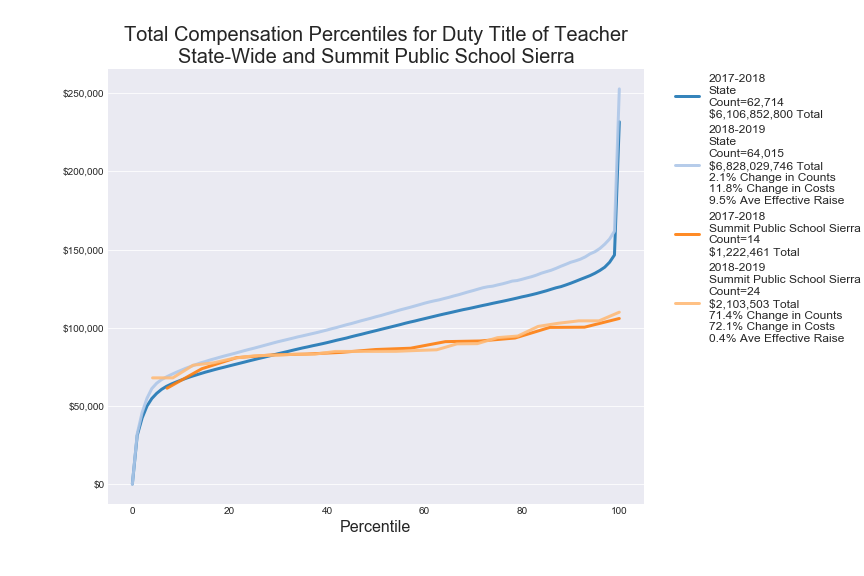 Total Compensation Percentiles for Duty Title of Teacher
State-Wide and Summit Public School Sierra
$250,000
$200,000
$150,000
$100,000
$50,000
$0
0
20
40
60
80
100
Percentile
2017-2018
State
Count=62,714
$6,106,852,800 Total
2018-2019
State
Count=64,015
$6,828,029,746 Total
2.1% Change in Counts
11.8% Change in Costs
9.5% Ave Effective Raise
2017-2018
Summit Public School Sierra
Count=14
$1,222,461 Total
2018-2019
Summit Public School Sierra
Count=24
$2,103,503 Total
71.4% Change in Counts
72.1% Change in Costs
0.4% Ave Effective Raise